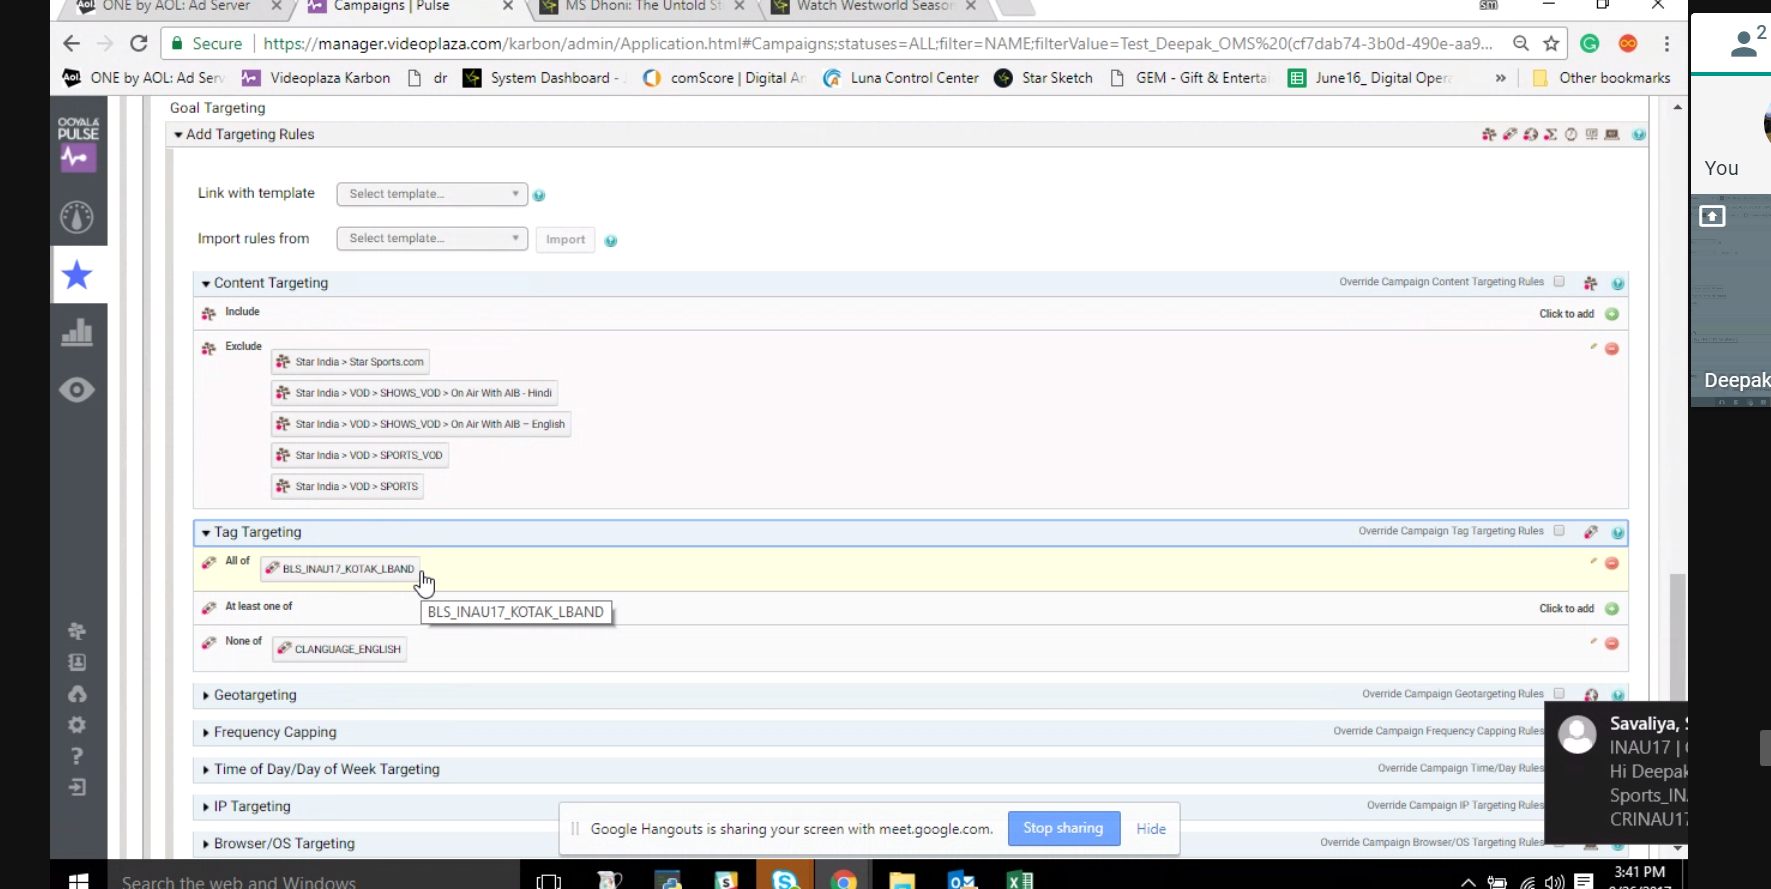 ONE by AOL: Ad Server
Campaigns | Pulse
MS Dhoni: The Untold St
Watch Westworld Season
Secure
https://manager.videoplaza.com/karbon/admin/Application.html#Campaigns;statuses=ALL;filter=NAME;filterValue=Test_Deepak_OMS%20(cf7dab74-3b0d-490e-aa9...
2
Aol. ONE by AOL: Ad Serv
Videoplaza Karbon
dr
System Dashboard -
comScore | Digital An
Luna Control Center
Star Sketch
GEM - Gift & Enterta
June16_ Digital Oper
»
Other bookmarks
OOYALA
PULSE
Goal Targeting
Add Targeting Rules
You
Link with template
Select template...
Import rules from
Select template...
Import
Content Targeting
Override Campaign Content Targeting Rules
Include
Click to add
Exclude
Star India > Star Sports.com
Star India > VOD > SHOWS_VOD > On Air With AIB - Hindi
Deepak
Star India > VOD > SHOWS_VOD > On Air With AIB – English
Star India > VOD > SPORTS_VOD
Star India > VOD > SPORTS
Tag Targeting
Override Campaign Tag Targeting Rules
All of
BLS_INAU17_KOTAK_LBAND
BLS_INAU17_KOTAK_LBAND
At least one of
Click to add
None of
CLANGUAGE_ENGLISH
Geotargeting
Override Campaign Geotargeting Rules
Frequency Capping
Override Campaign Frequency Capping Rules
Time of Day/Day of Week Targeting
Override Campaign Time/Day Rules
IP Targeting
Override Campaign IP Targeting Rules
Browser/OS Targeting
Override Campaign Browser/OS Targeting Rules
Savaliya,
INAU17 |
Hi Deepak
Sports_IN
CRINAU17
Google Hangouts is sharing your screen with meet.google.com.
Stop sharing
Hide
Search the web and Windows
3:41 PM